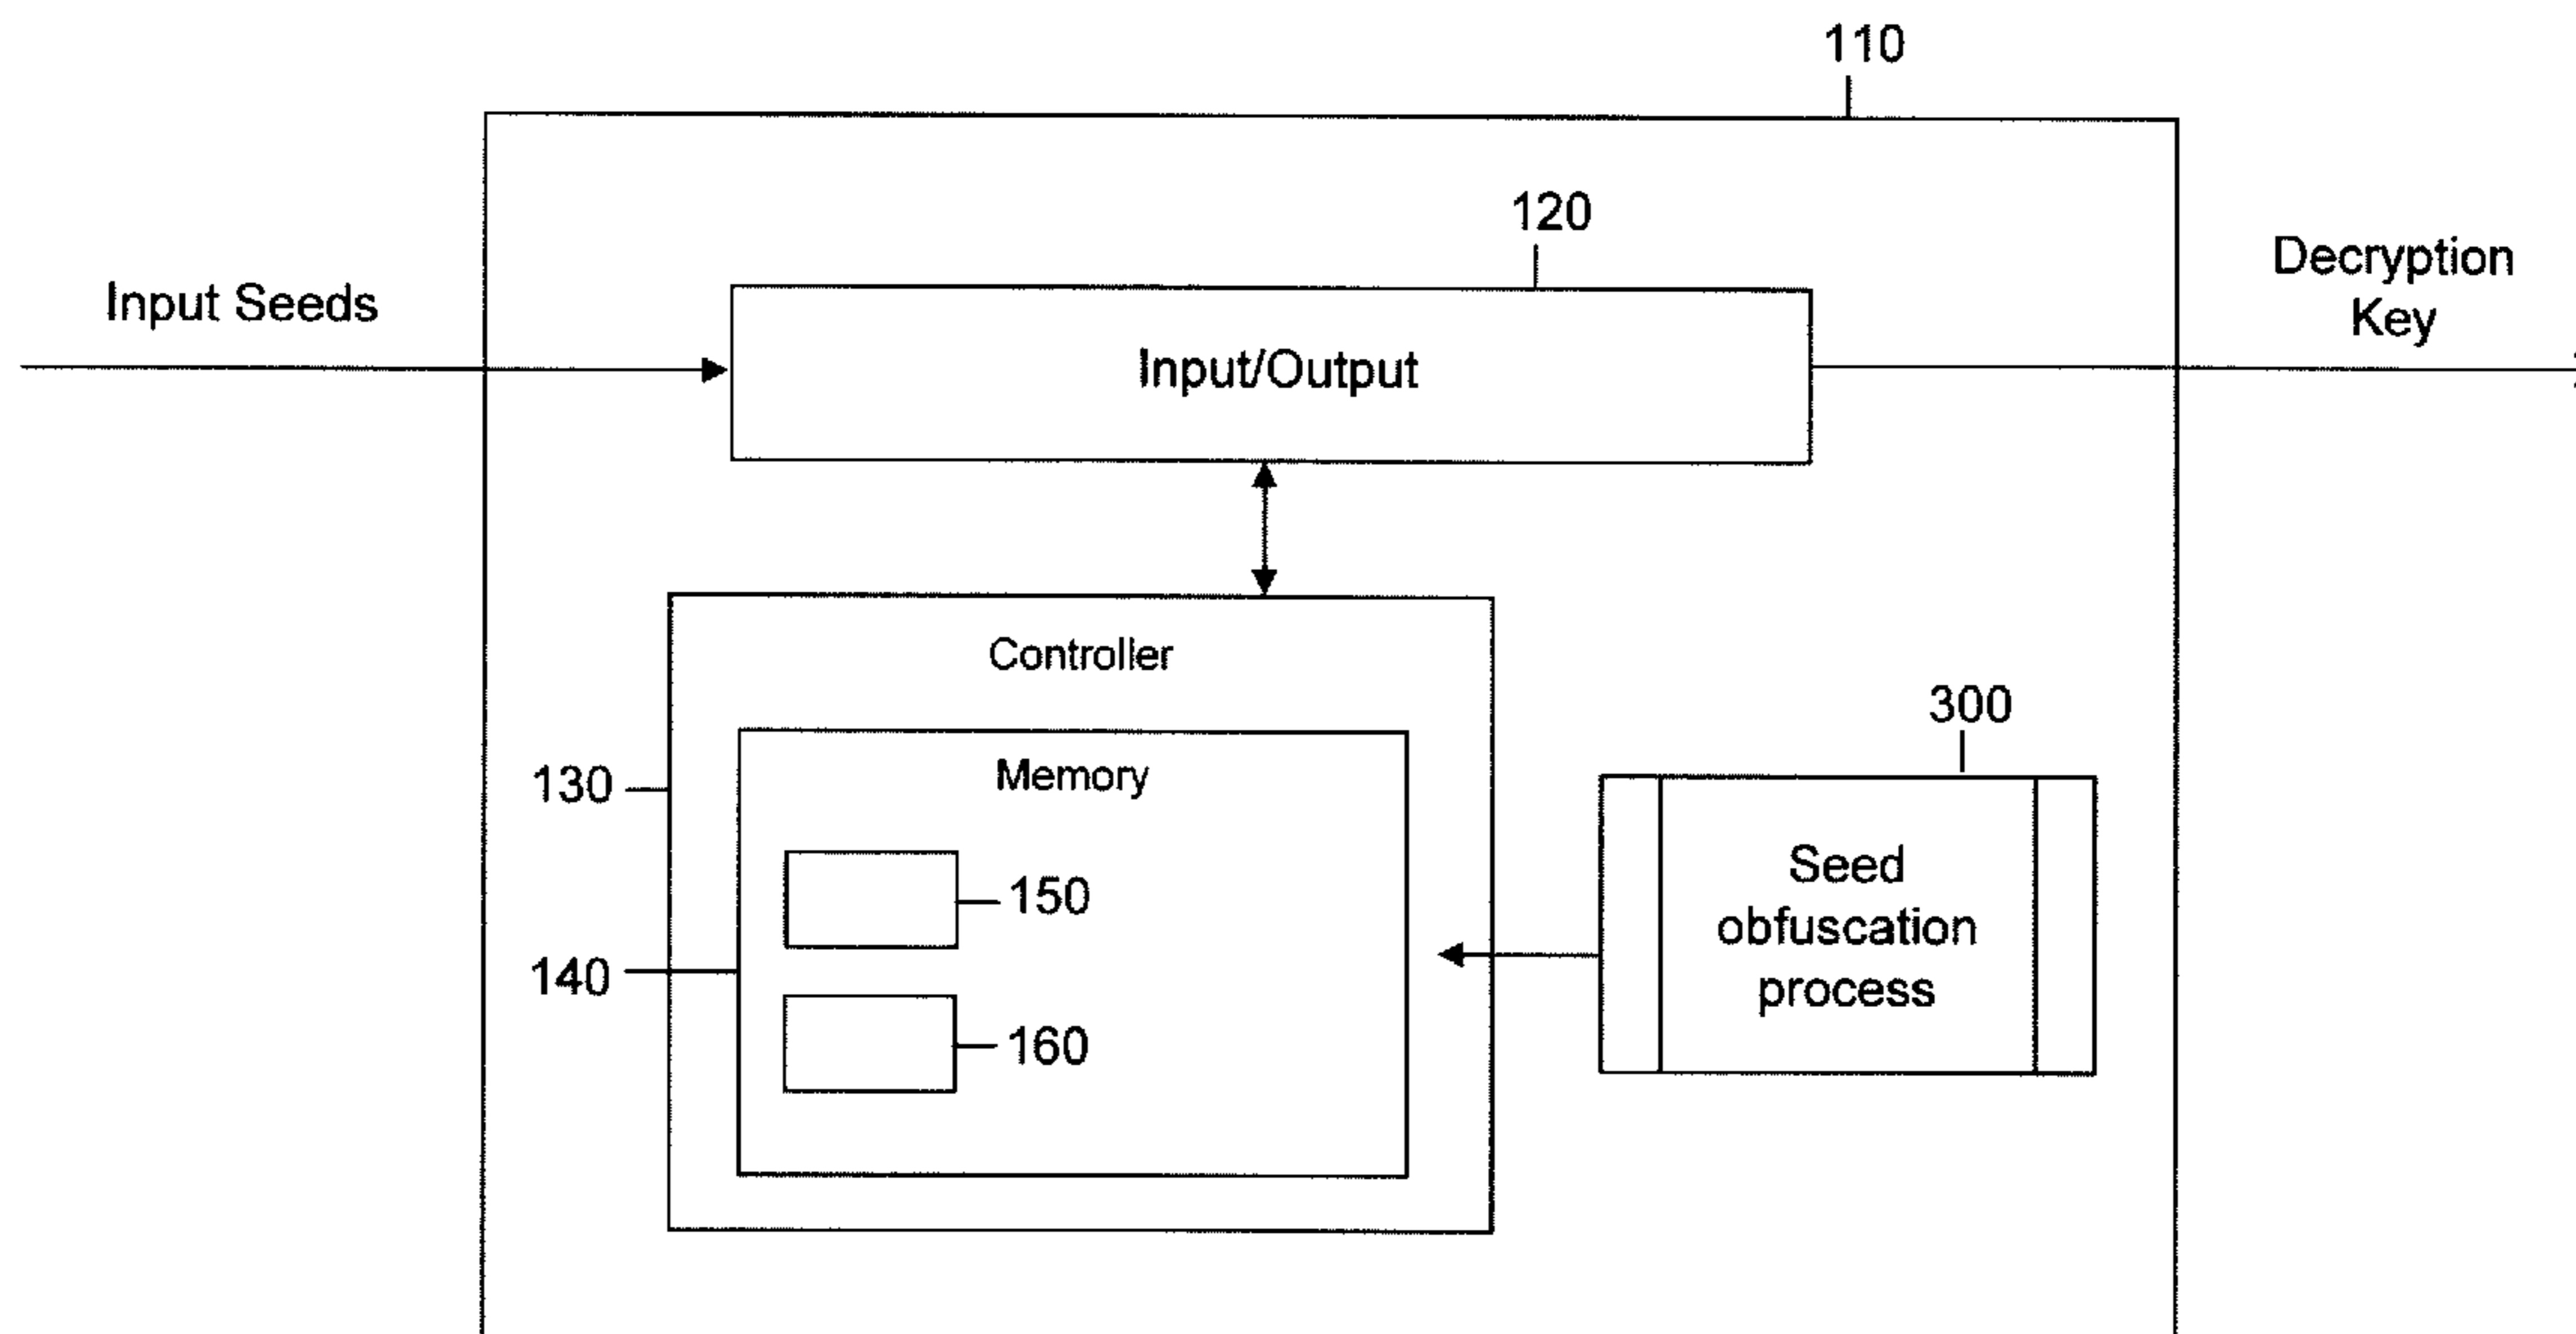 110
120
Input Seeds
Decryption
Key
Input/Output
Controller
300
130
Memory
150
Seed
obfuscation
process
140
160